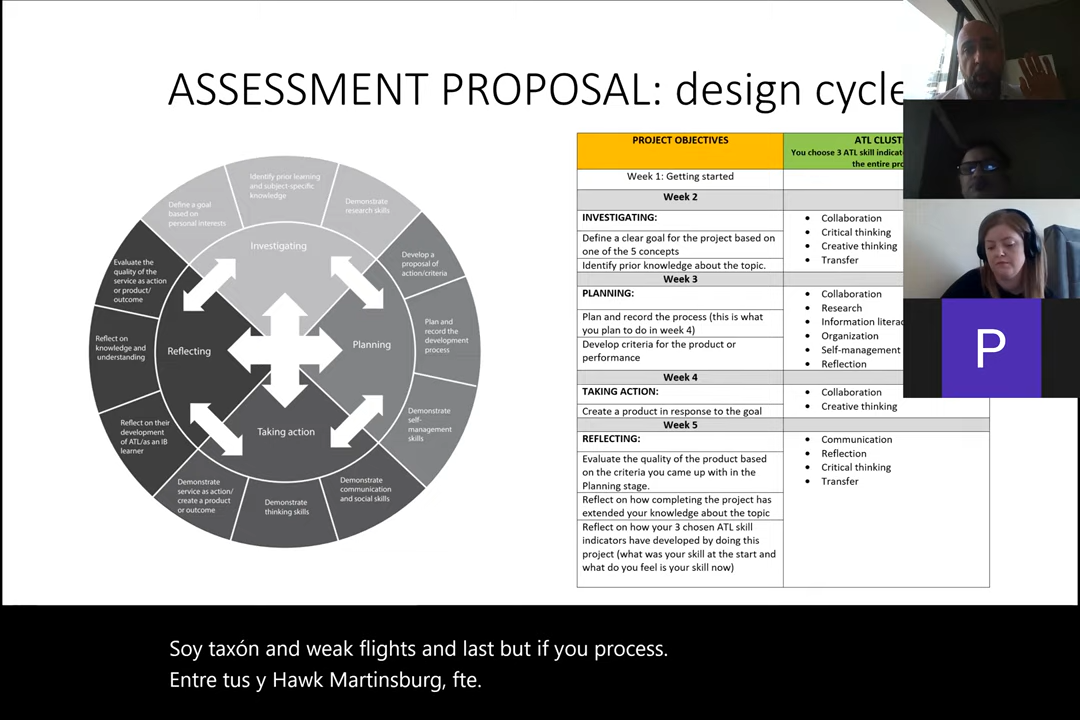 ASSESSMENT PROPOSAL: design cycle
Identify prior learning
and subject-specific
knowledge
Define a goal
based on
personal interests
Demonstrate
research skills
Investigating
Evaluate the
quality of the
service as action
or product/
outcome
Develop a
proposal of
action/criteria
Reflect on
knowledge and
understanding
Reflecting
Planning
Plan and
record the
development
process
Reflect on their
development
of ATL/as an IB
learner
Taking action
Demonstrate
self-
management
skills
Demonstrate
service as action/
create a product
or outcome
Demonstrate
thinking skills
Demonstrate
communication
and social skills
PROJECT OBJECTIVES
ATL
You choose 3 ATL skill
the entire
Week 1: Getting started
Week 2
INVESTIGATING:
Define a clear goal for the project based on
one of the 5 concepts
Identify prior knowledge about the topic.
• Collaboration
• Critical thinking
• Creative thinking
• Transfer
Week 3
PLANNING:
Plan and record the process (this is what
you plan to do in week 4)
Develop criteria for the product or
performance
• Collaboration
• Research
• Information
• Organization
• Self-management
• Reflection
Week 4
TAKING ACTION:
Create a product in response to the goal
• Collaboration
• Creative thinking
Week 5
REFLECTING:
Evaluate the quality of the product based
on the criteria you came up with in the
Planning stage.
Reflect on how completing the project has
extended your knowledge about the topic
Reflect on how your 3 chosen ATL skill
indicators have developed by doing this
project (what was your skill at the start and
what do you feel is your skill now)
• Communication
• Reflection
• Critical thinking
• Transfer
P
Soy taxón and weak flights and last but if you process.
Entre tus y Hawk Martinsburg, fte.